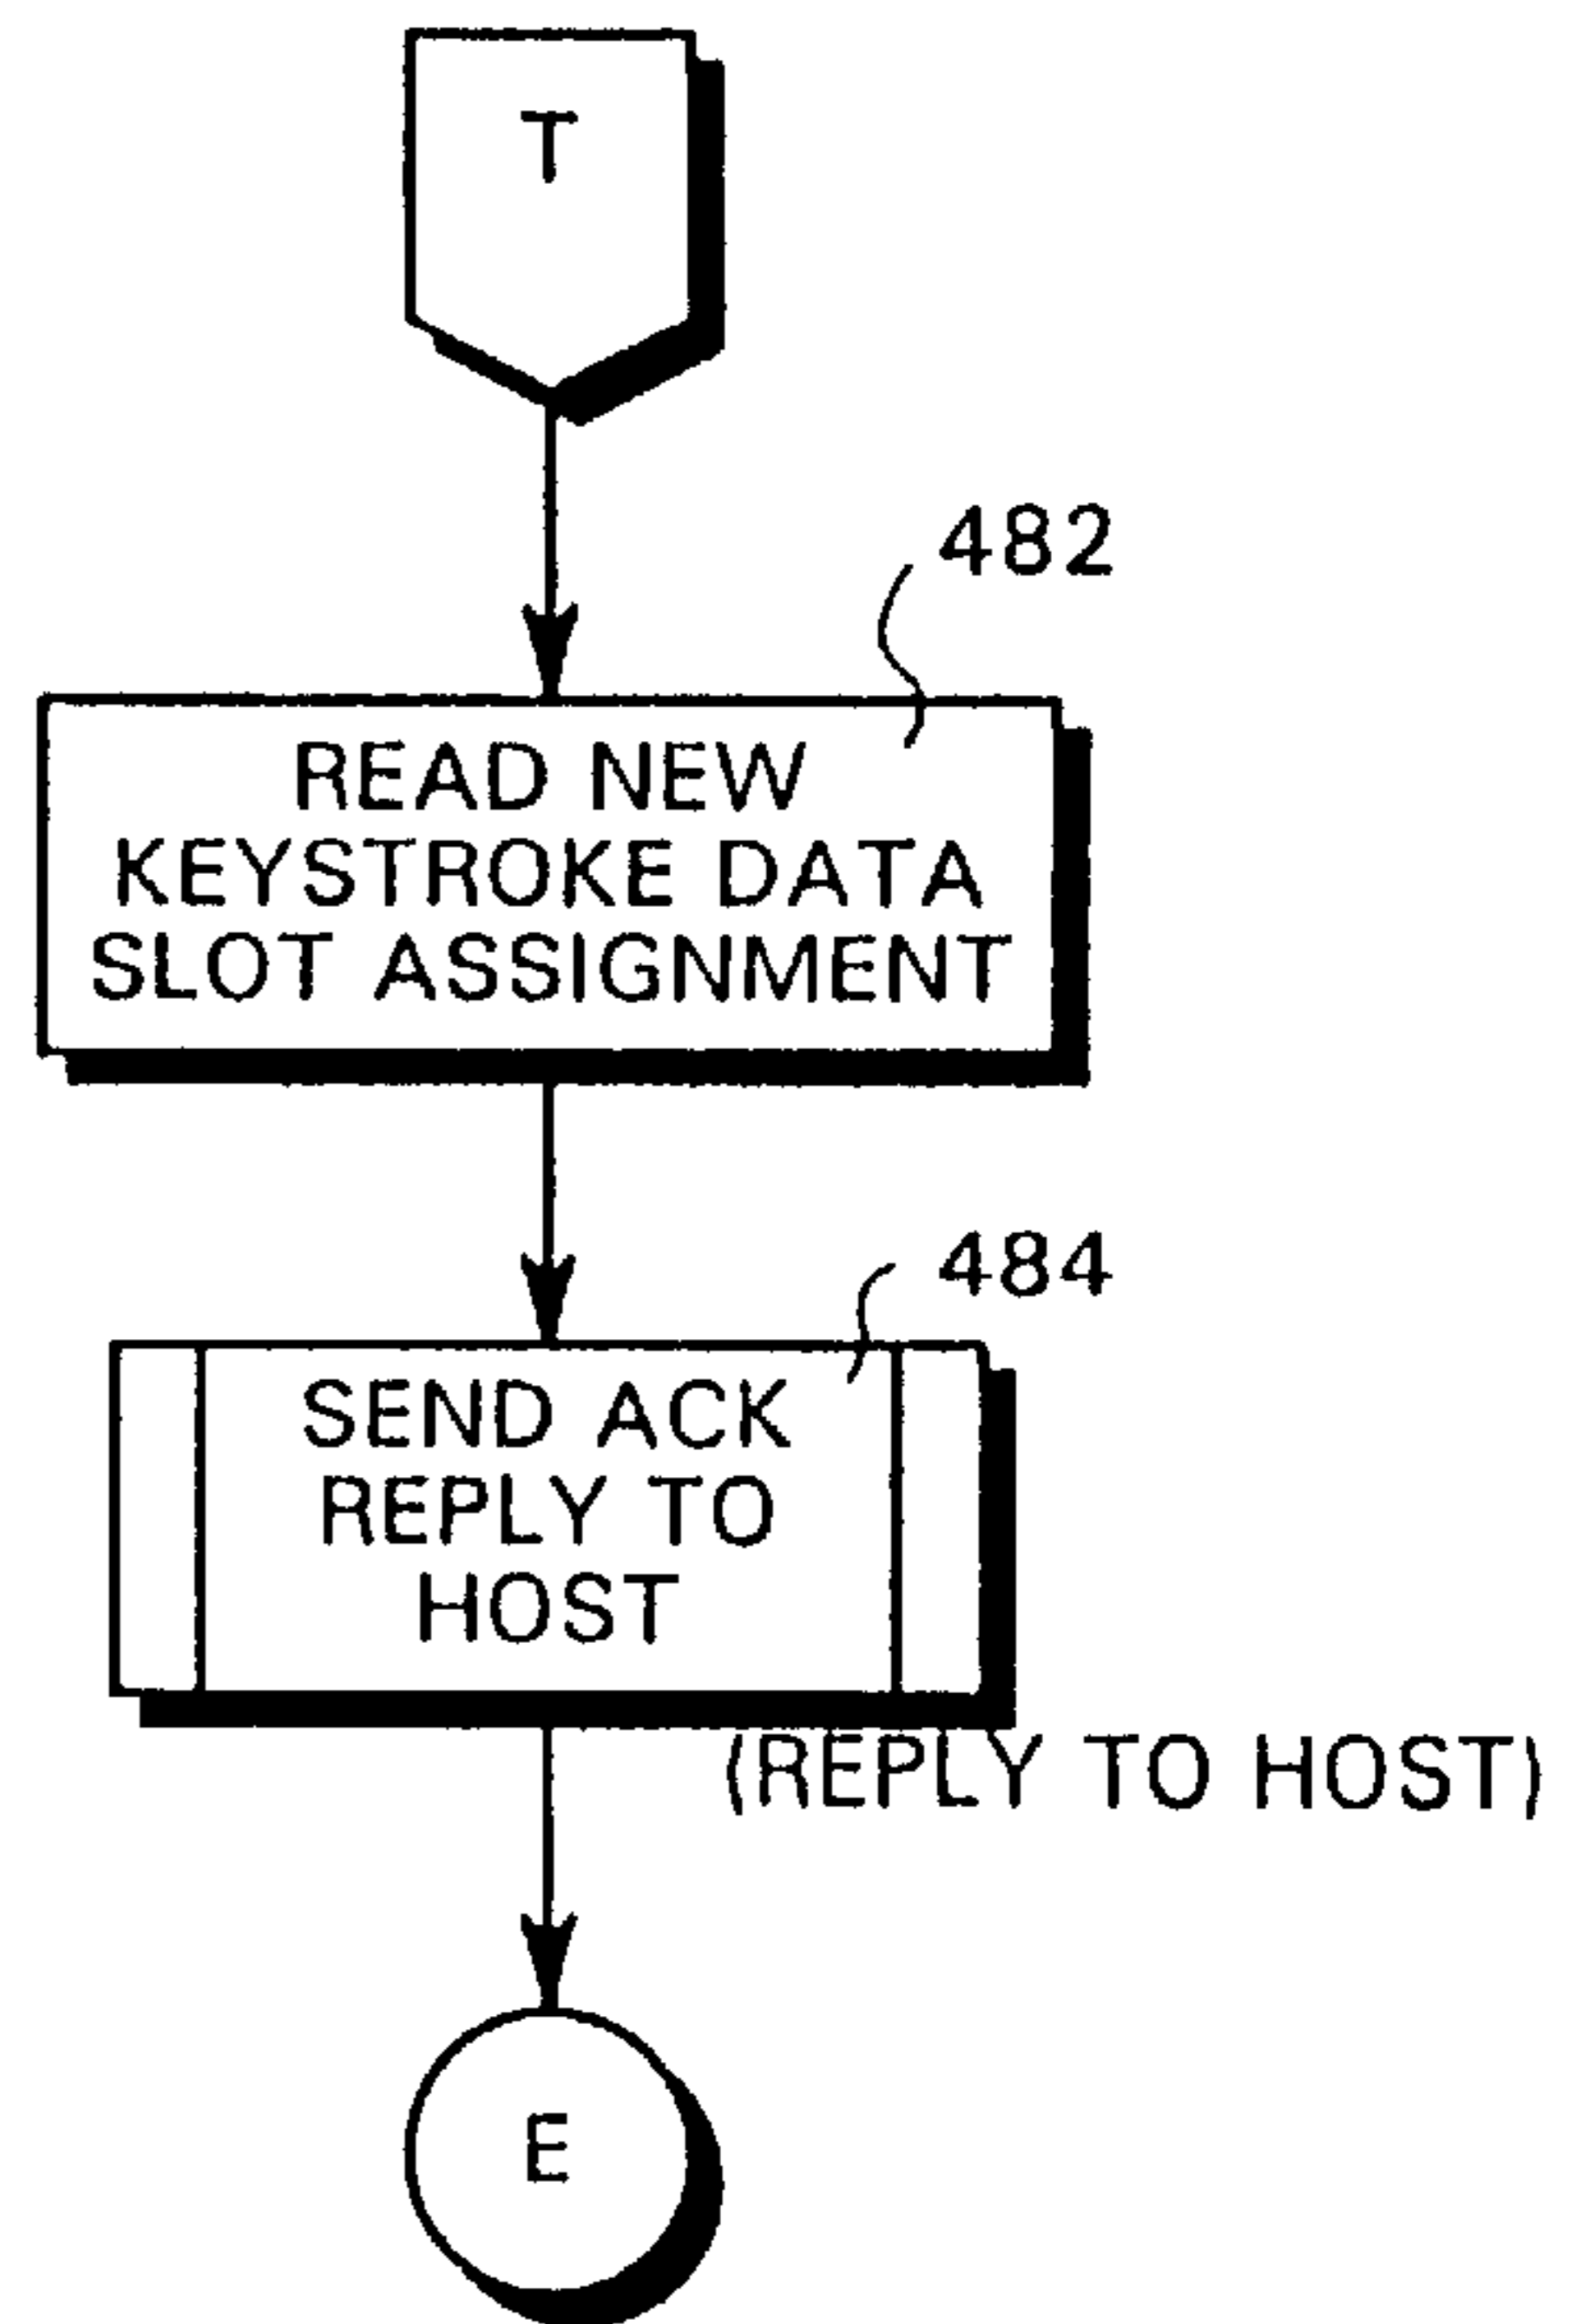 T
482
READ NEW
KEYSTROKE DATA
SLOT ASSIGNMENT
484
SEND ACK
REPLY TO
HOST
(REPLY TO HOST)
E